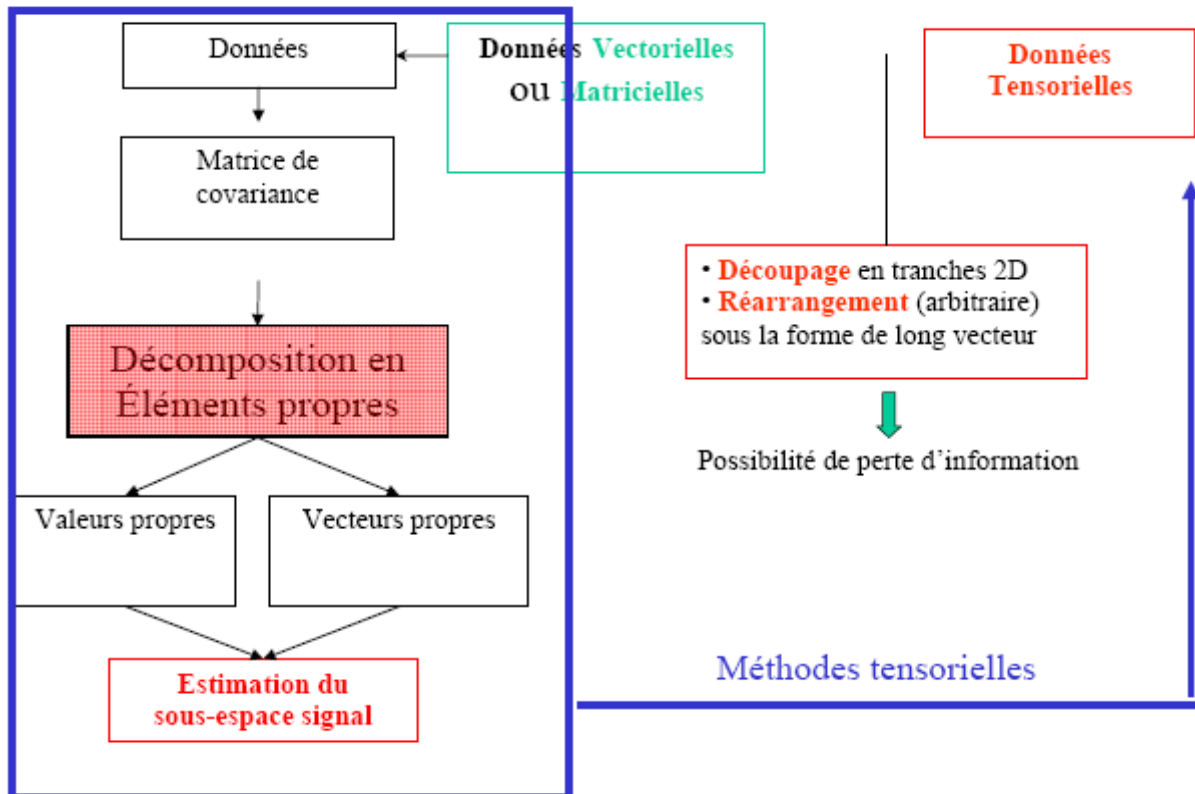 Données
Données Vectorielles
ou Matricielles
Données
Tensorielles
Matrice de
covariance
• Découpage en tranches 2D
• Réarrangement (arbitraire)
sous la forme de long vecteur
Décomposition en
Éléments propres
Possibilité de perte d’information
Valeurs propres
Vecteurs propres
Méthodes tensorielles
Estimation du
sous-espace signal